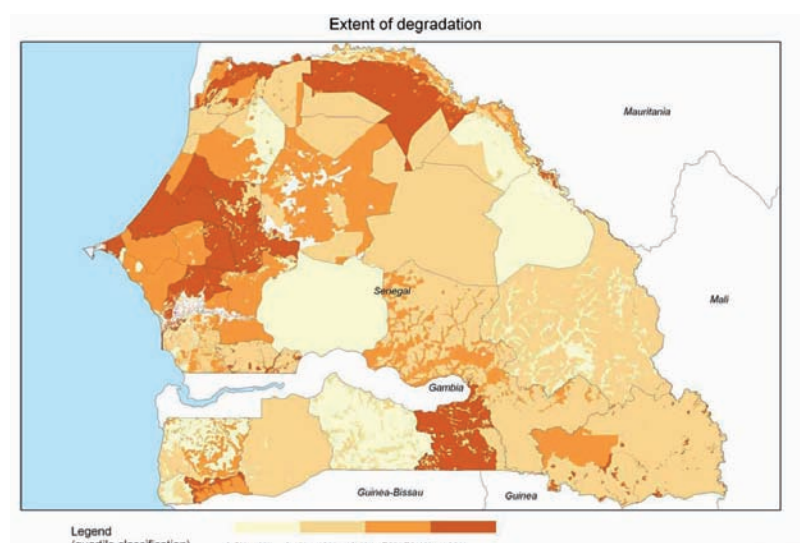 Extent of degradation
Mauritania
Senegal
Mali
Gambia
Guinea-Bissau
Guinea
Legend